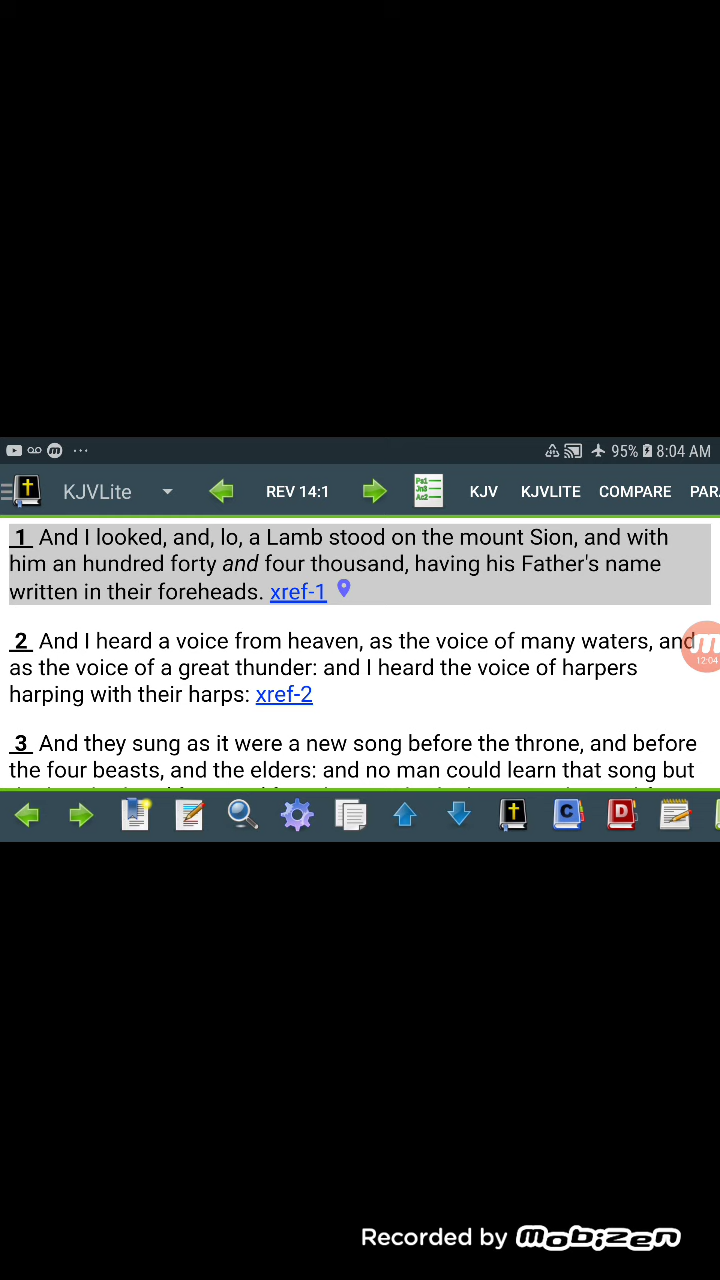 95% 8:04 AM
KJVLite REV 14:1 KJV KJVLITE COMPARE PAR
1 And I looked, and, lo, a Lamb stood on the mount Sion, and with
him an hundred forty and four thousand, having his Father's name
written in their foreheads. xref-1
2 And I heard a voice from heaven, as the voice of many waters, and
as the voice of a great thunder: and I heard the voice of harpers
12:04
harping with their harps: xref-2
3 And they sung as it were a new song before the throne, and before
the four beasts, and the elders: and no man could learn that song but
C D
Recorded by mobizen